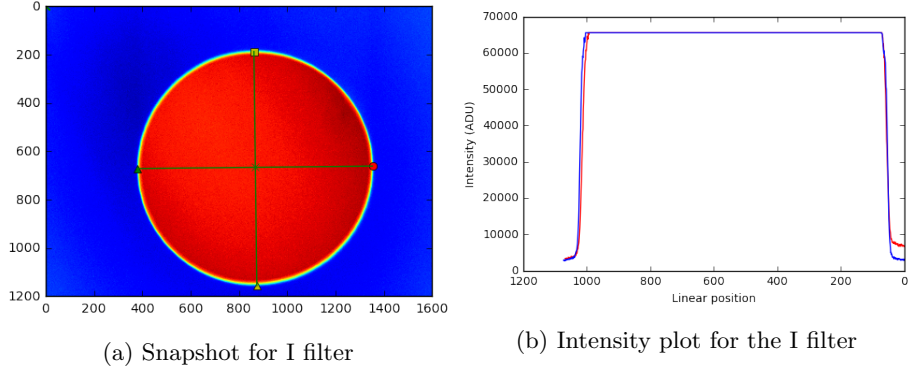 0
200
400
600
800
1000
1200
0 200 400 600 800 1000 1200 1400 1600
(a) Snapshot for I filter
70000
60000
50000
40000
30000
20000
10000
0
Intensity (ADU)
1200 1000 800 600 400 200 0
Linear position
(b) Intensity plot for the I filter